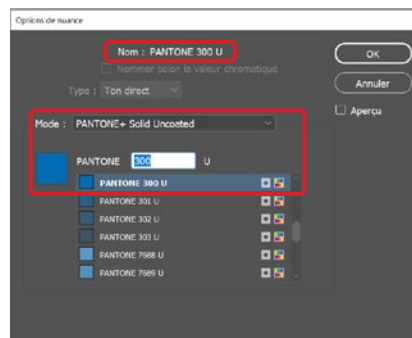 Options de nuance
Nom : PANTONE 300 U
OK
Nommer selon la valeur chromatique
Annuler
Type : Ton direct
Aperçu
Mode : PANTONE+ Solid Uncoated
PANTONE 300 U
PANTONE 300 U
PANTONE 301 U
PANTONE 302 U
PANTONE 303 U
PANTONE 7688 U
PANTONE 7689 U